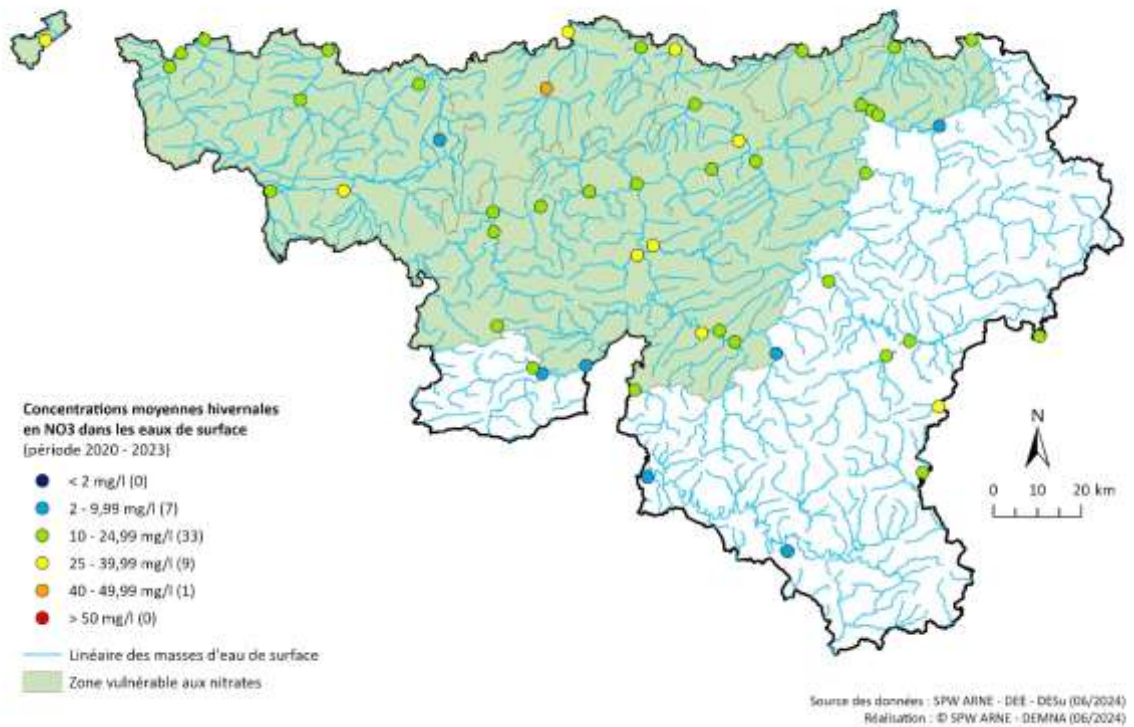 Concentrations moyennes hivernales
en NO3 dans les eaux de surface
(période 2020 - 2023)
< 2 mg/l (0)
2 - 9,99 mg/l (7)
10 - 24,99 mg/l (33)
25 - 39,99 mg/l (9)
40 - 49,99 mg/l (1)
> 50 mg/l (0)
Linéaire des masses d'eau de surface
Zone vulnérable aux nitrates
N
0 10 20 km
Source des données : SPW ARNE - DEE - DESu (06/2024)
Réalisation : © SPW ARNE - DEMNA (06/2024)